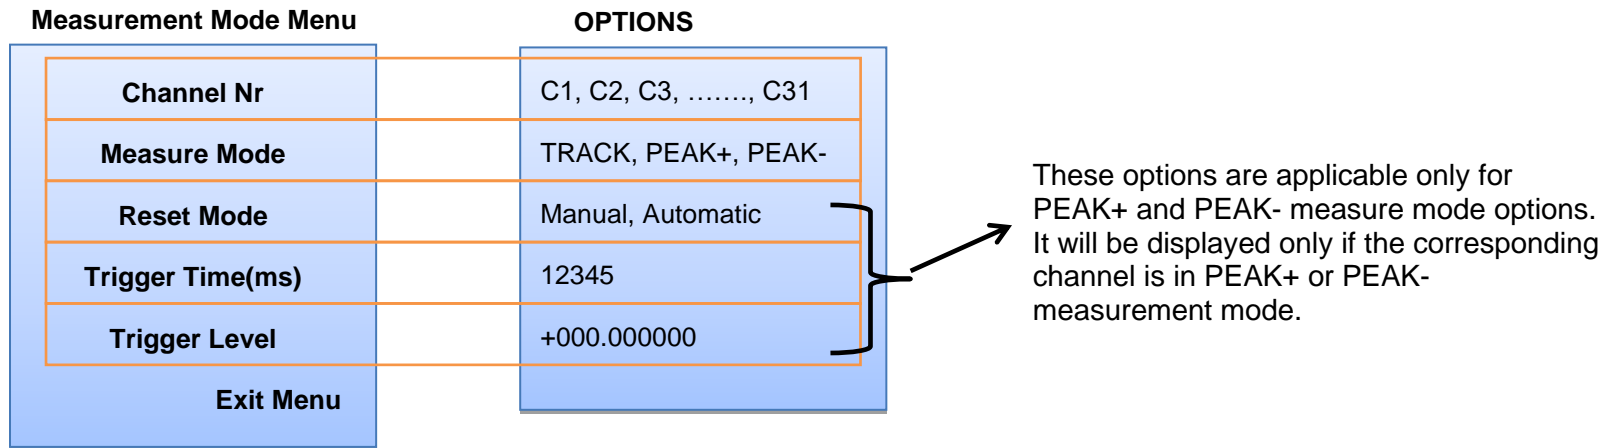 Measurement Mode Menu
OPTIONS
Channel Nr
C1, C2, C3, ……., C31
Measure Mode
TRACK, PEAK+, PEAK-
Reset Mode
Manual, Automatic
Trigger Time(ms)
12345
Trigger Level
+000.000000
Exit Menu
These options are applicable only for
PEAK+ and PEAK- measure mode options.
It will be displayed only if the corresponding
channel is in PEAK+ or PEAK-
measurement mode.